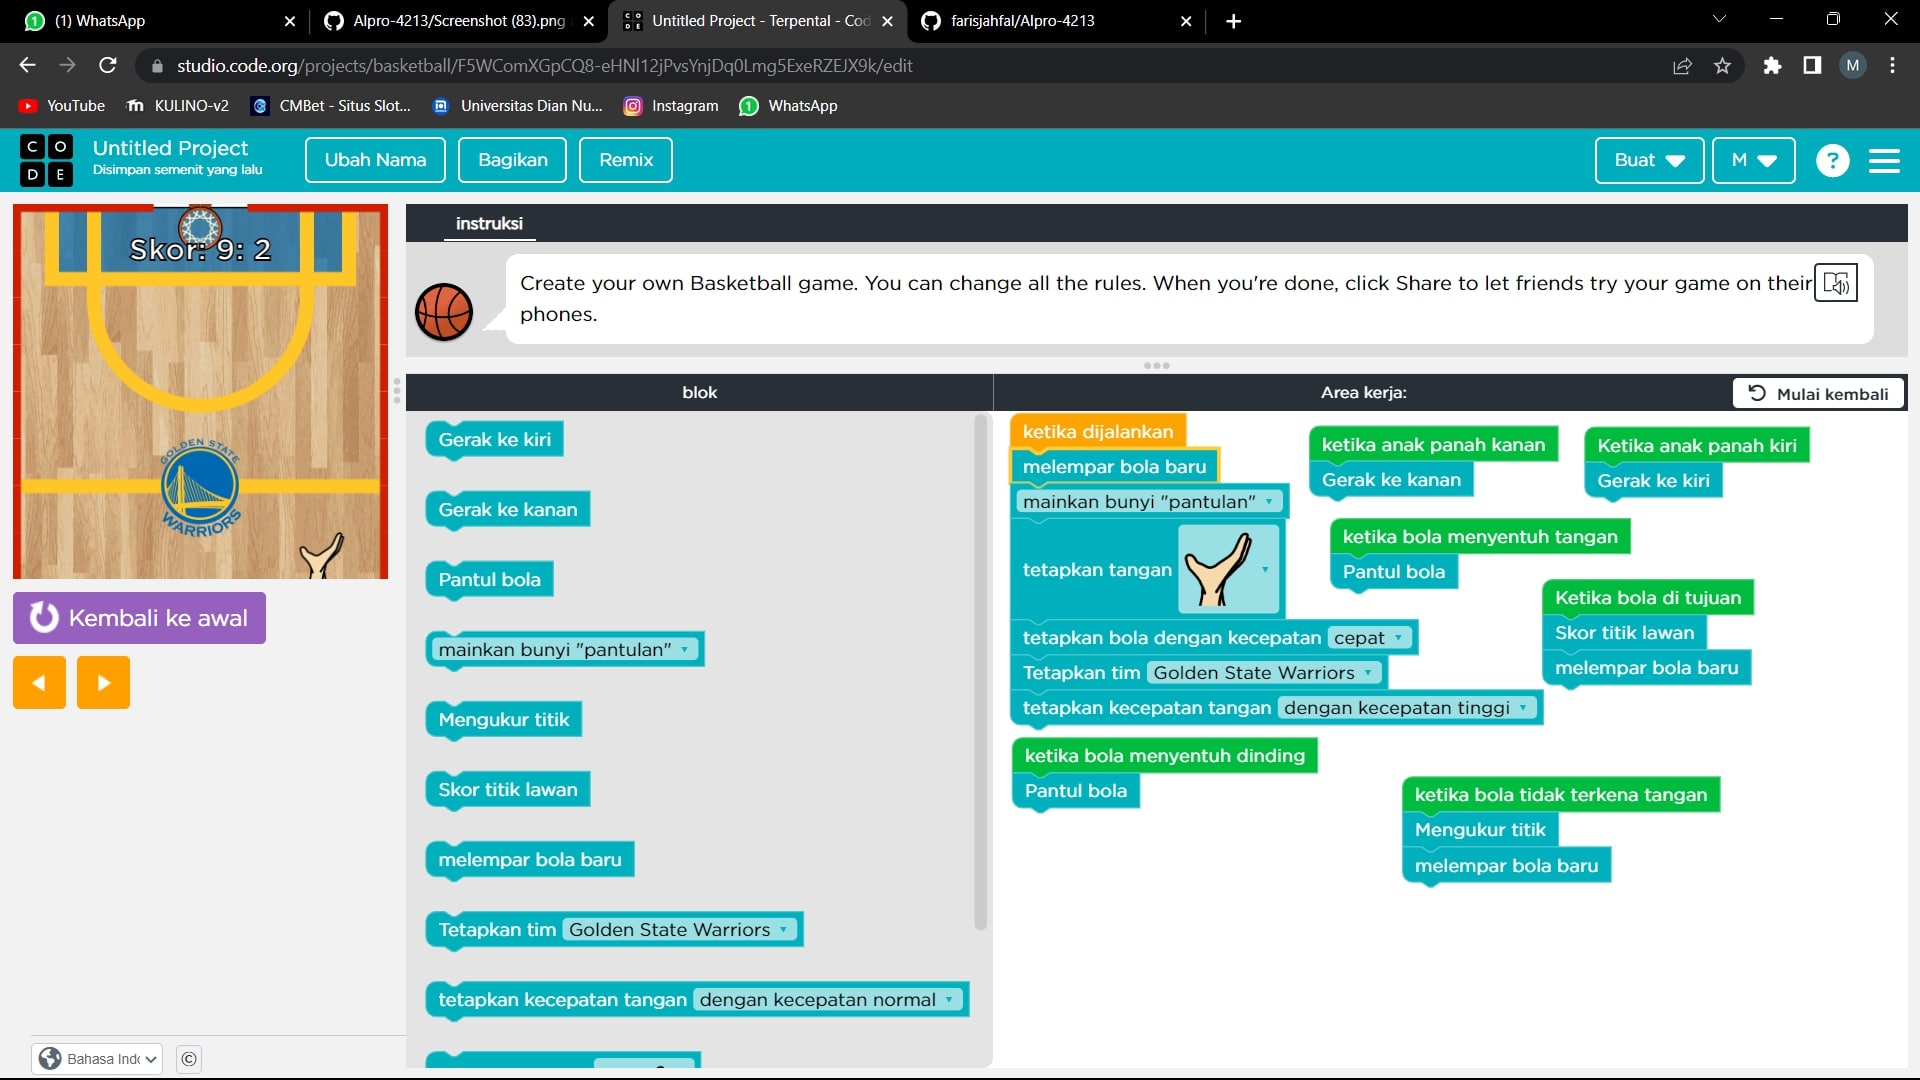 (1) WhatsApp
Alpro-4213/Screenshot (83).png
Untitled Project - Terpental - Cod
farisjahfal/Alpro-4213
studio.code.org/projects/basketball/F5WComXGpCQ8-eHNl12jPvsYnjDq0Lmg5ExeRZEJX9k/edit
M
YouTube
KULINO-v2
CMBet - Situs Slot...
Universitas Dian Nu...
Instagram
WhatsApp
C O
D E
Untitled Project
Disimpan semenit yang lalu
Ubah Nama
Bagikan
Remix
Buat
M
?
Skor: 9: 2
GOLDEN STATE
WARRIORS
Kembali ke awal
instruksi
Create your own Basketball game. You can change all the rules. When you're done, click Share to let friends try your game on their
phones.
blok
Area kerja:
Mulai kembali
Gerak ke kiri
Gerak ke kanan
Pantul bola
mainkan bunyi "pantulan"
Mengukur titik
Skor titik lawan
melempar bola baru
Tetapkan tim Golden State Warriors
tetapkan kecepatan tangan dengan kecepatan normal
ketika dijalankan
melempar bola baru
mainkan bunyi "pantulan"
tetapkan tangan
tetapkan bola dengan kecepatan cepat
Tetapkan tim Golden State Warriors
tetapkan kecepatan tangan dengan kecepatan tinggi
ketika anak panah kanan
Gerak ke kanan
Ketika anak panah kiri
Gerak ke kiri
ketika bola menyentuh tangan
Pantul bola
Ketika bola di tujuan
Skor titik lawan
melempar bola baru
ketika bola menyentuh dinding
Pantul bola
ketika bola tidak terkena tangan
Mengukur titik
melempar bola baru
Bahasa Indo
©